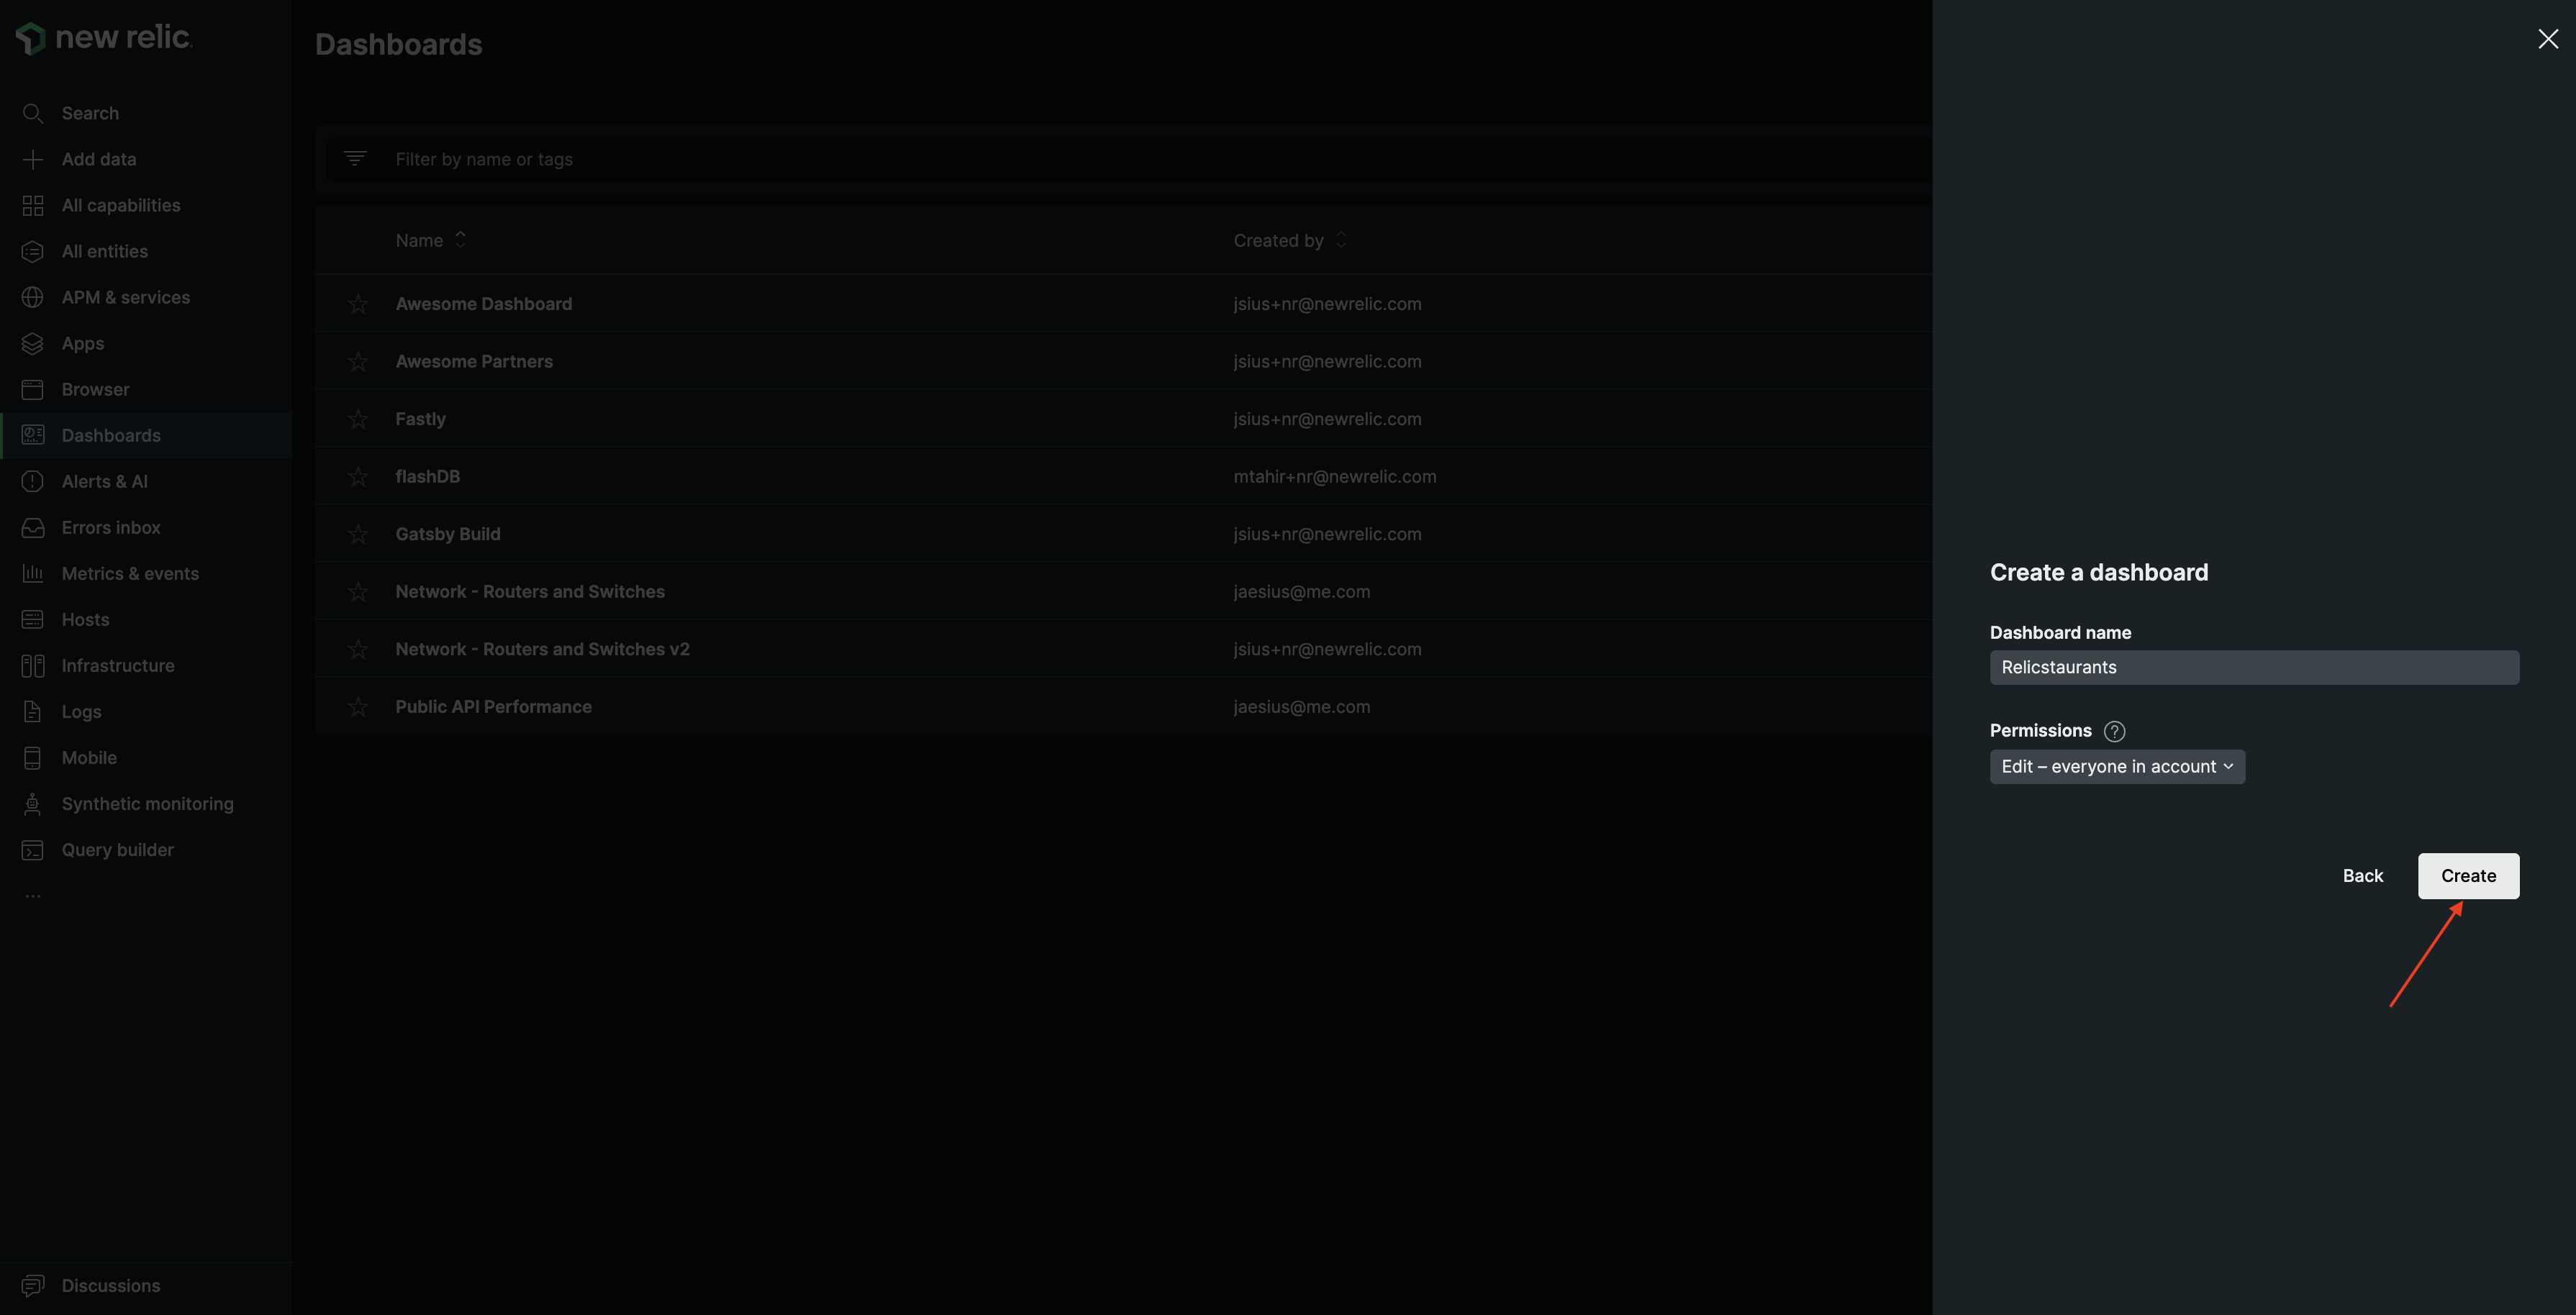 new relic.
Search
Add data
All capabilities
All entities
APM & services
Apps
Browser
Dashboards
Alerts & AI
Errors inbox
Metrics & events
Hosts
Infrastructure
Logs
Mobile
Synthetic monitoring
Query builder
...
Discussions
Dashboards
Filter by name or tags
Name Created by
Awesome Dashboard jsius+nr@newrelic.com
Awesome Partners jsius+nr@newrelic.com
Fastly jsius+nr@newrelic.com
flashDB mtahir+nr@newrelic.com
Gatsby Build jsius+nr@newrelic.com
Network - Routers and Switches jaesius@me.com
Network - Routers and Switches v2 jsius+nr@newrelic.com
Public API Performance jaesius@me.com
Create a dashboard
Dashboard name
Relicstaurants
Permissions ?
Edit – everyone in account
Back Create